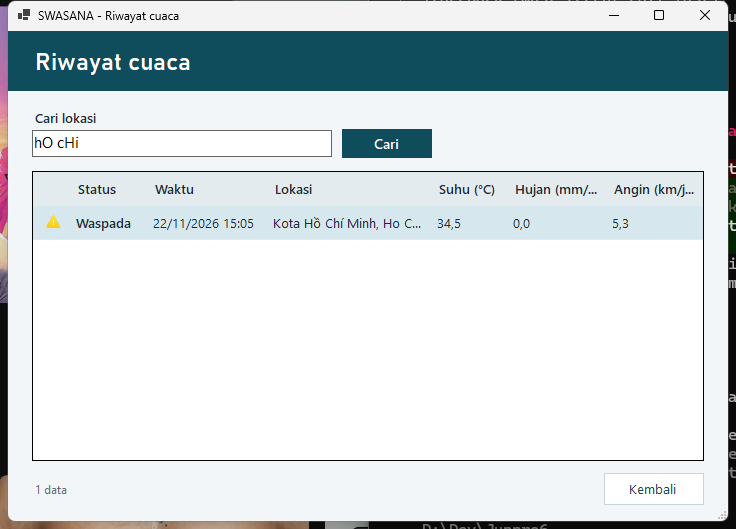 SWASANA - Riwayat cuaca
Riwayat cuaca
Cari lokasi
hO cHi
Cari
Status Waktu Lokasi Suhu (°C) Hujan (mm/... Angin (km/j...
Waspada 22/11/2026 15:05 Kota Hồ Chí Minh, Ho C... 34,5 0,0 5,3
1 data
Kembali